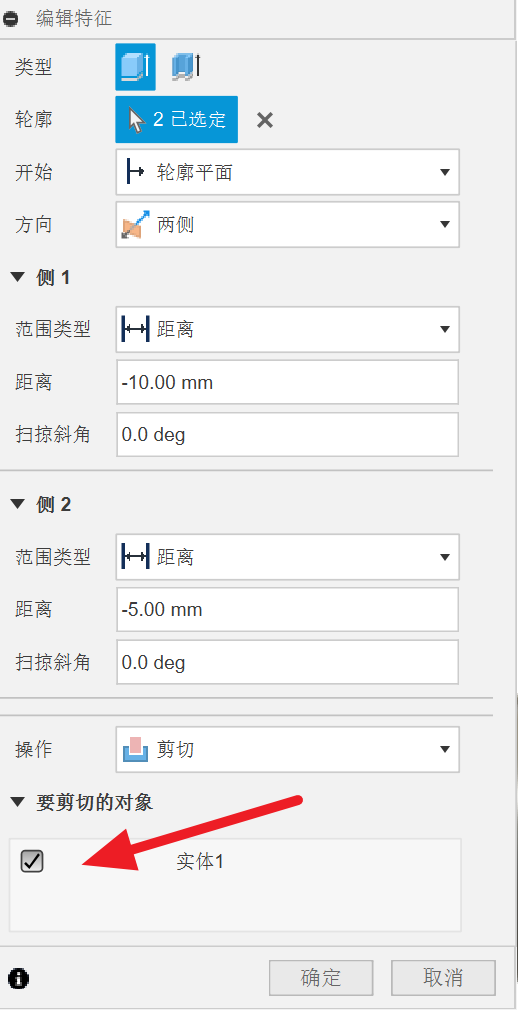 编辑特征
类型
轮廓 2 已选定
开始 轮廓平面
方向 两侧
侧 1
范围类型 距离
距离 -10.00 mm
扫掠斜角 0.0 deg
侧 2
范围类型 距离
距离 -5.00 mm
扫掠斜角 0.0 deg
操作 剪切
要剪切的对象
实体1
确定 取消